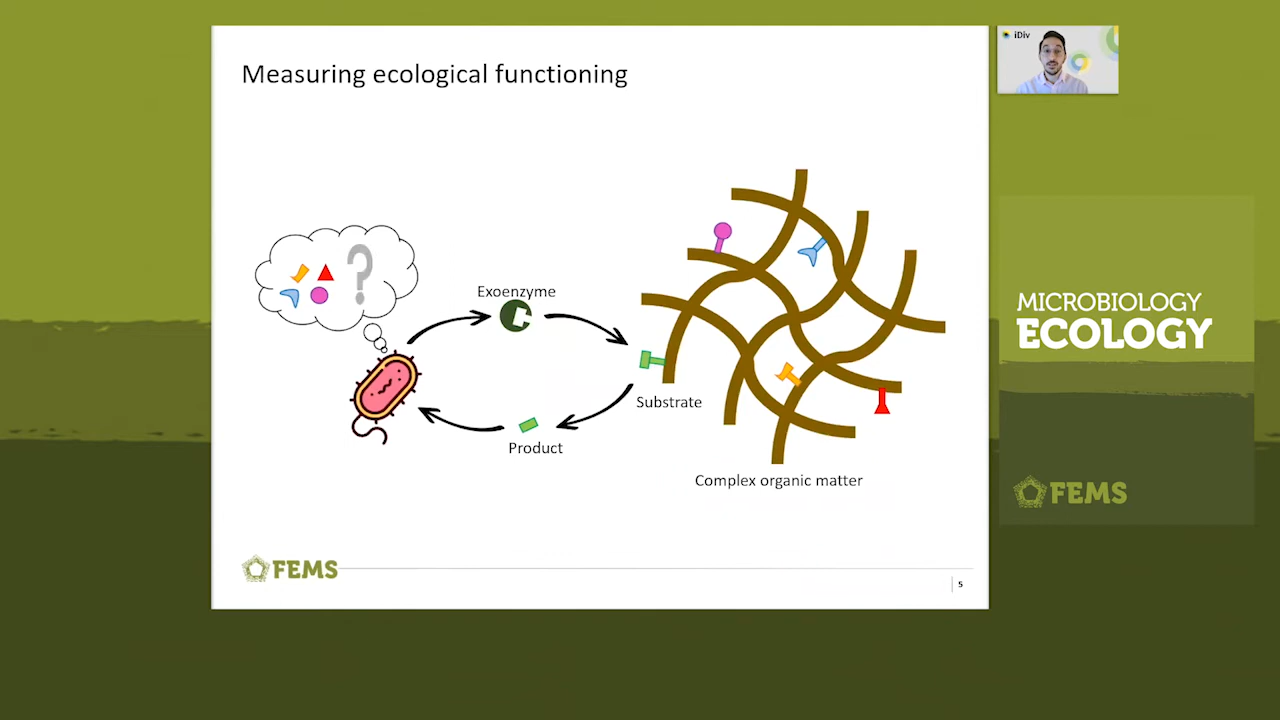 Measuring ecological functioning
iDiv
?
Exoenzyme
Substrate
Product
Complex organic matter
MICROBIOLOGY
ECOLOGY
FEMS
FEMS
5